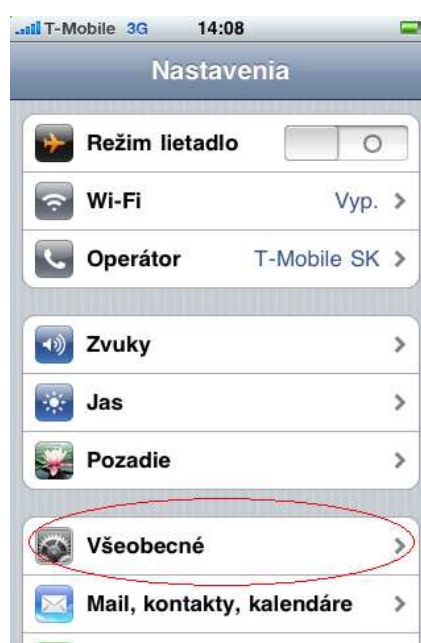 T-Mobile 3G 14:08
Nastavenia
Režim lietadlo
Wi-Fi Vyp.
Operátor T-Mobile SK
Zvuky
Jas
Pozadie
Všeobecné
Mail, kontakty, kalendáre